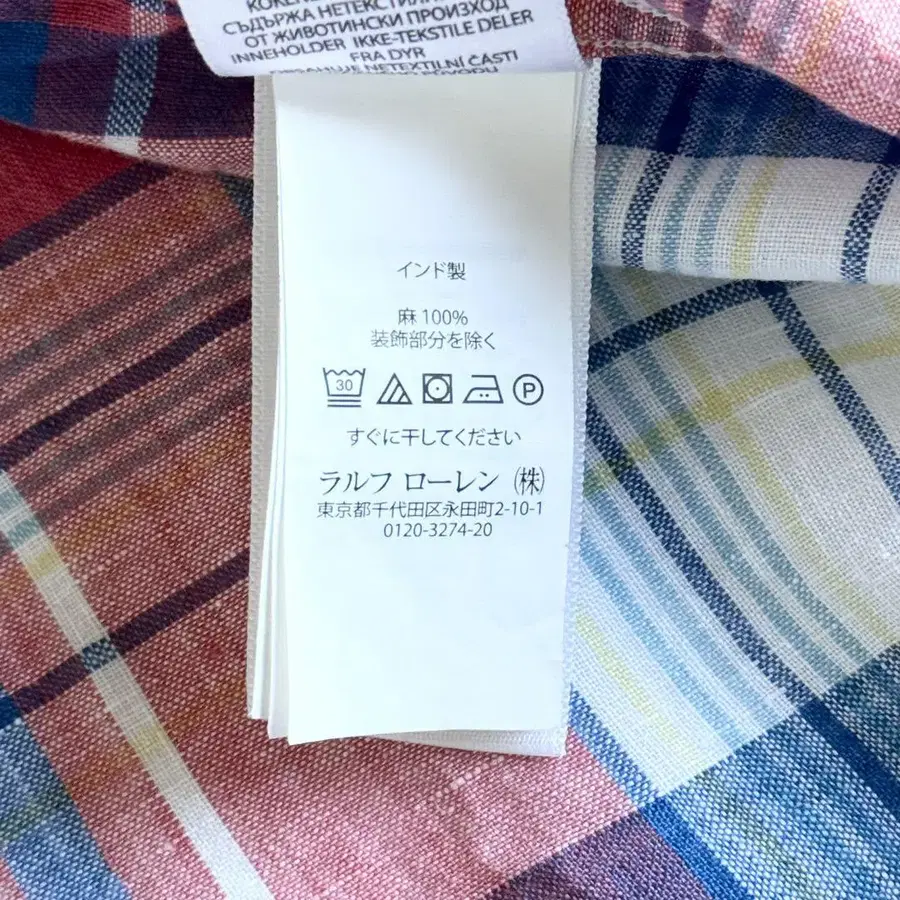 СЪДЪРЖА НЕТЕКСТИЛНИ
ОТ ЖИВОТИНСКИ ПРОИЗХОД
INNEHOLDER IKKE-TEKSTILE DELER
FRA DYR
NETEXTILNÍ ČÁSTI
インド製
麻 100%
装飾部分を除く
30
P
すぐに干してください
ラルフ ローレン ㈱
東京都千代田区永田町2-10-1
0120-3274-20